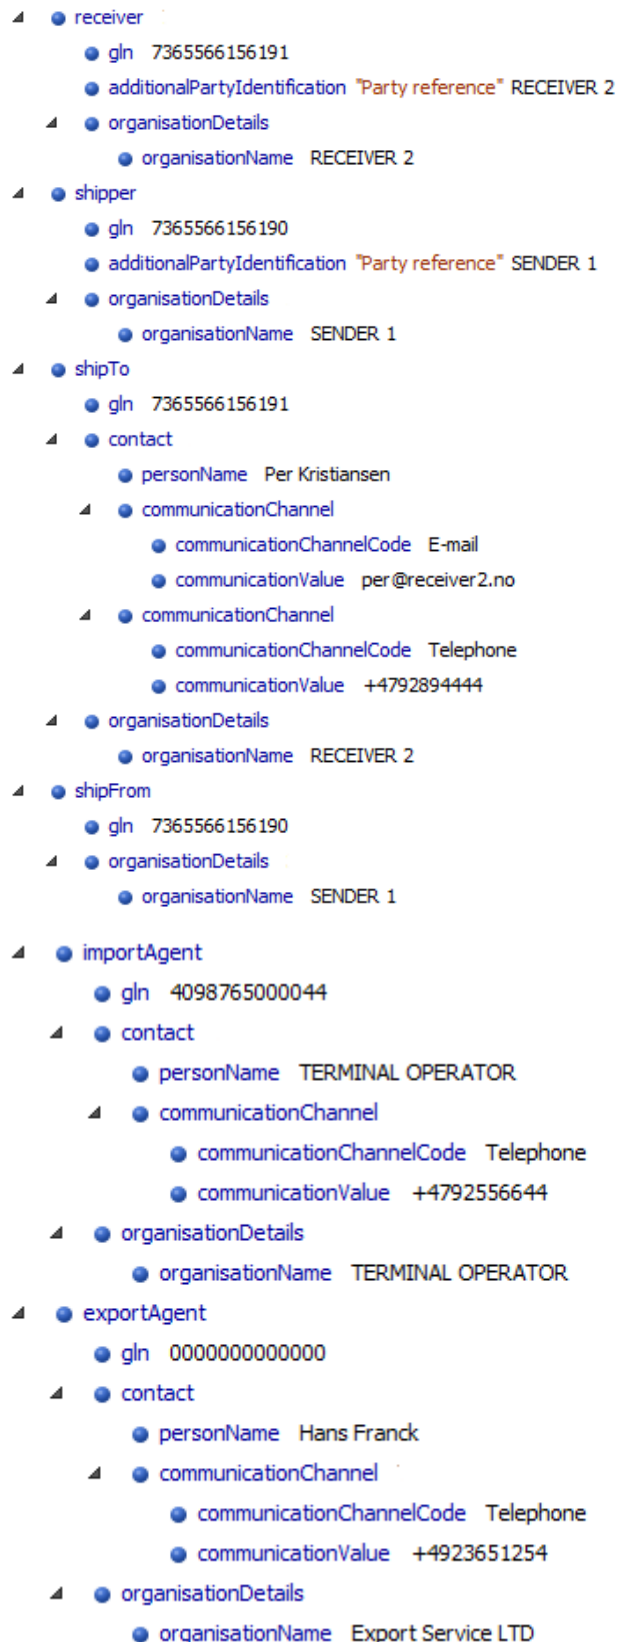 receiver
gln 7365566156191
additionalPartyIdentification "Party reference" RECEIVER 2
organisationDetails
organisationName RECEIVER 2
shipper
gln 7365566156190
additionalPartyIdentification "Party reference" SENDER 1
organisationDetails
organisationName SENDER 1
shipTo
gln 7365566156191
contact
personName Per Kristiansen
communicationChannel
communicationChannelCode E-mail
communicationValue per@receiver2.no
communicationChannel
communicationChannelCode Telephone
communicationValue +4792894444
organisationDetails
organisationName RECEIVER 2
shipFrom
gln 7365566156190
organisationDetails
organisationName SENDER 1
importAgent
gln 4098765000044
contact
personName TERMINAL OPERATOR
communicationChannel
communicationChannelCode Telephone
communicationValue +4792556644
organisationDetails
organisationName TERMINAL OPERATOR
exportAgent
gln 0000000000000
contact
personName Hans Franck
communicationChannel
communicationChannelCode Telephone
communicationValue +4923651254
organisationDetails
organisationName Export Service LTD